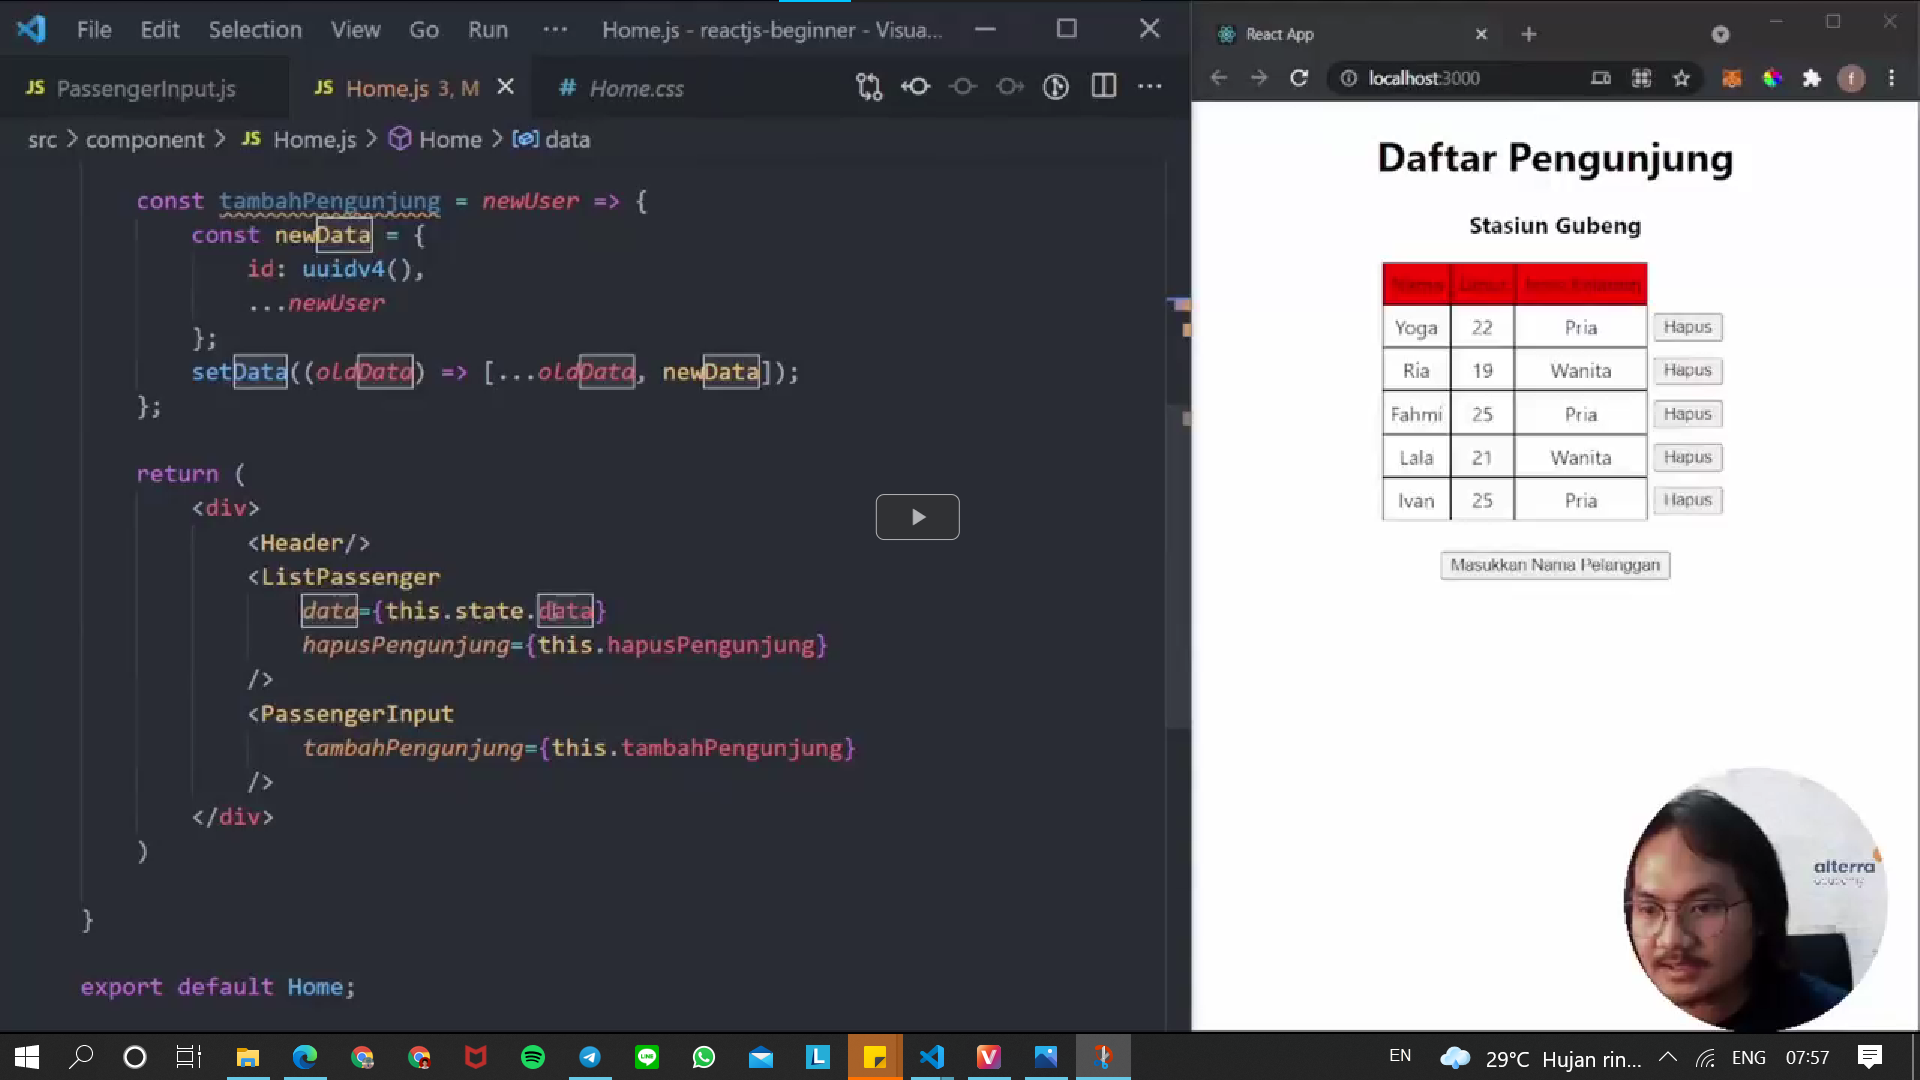 File Edit Selection View Go Run ··· Home.js - reactjs-beginner - Visua...
JS PassengerInput.js JS Home.js 3, M # Home.css
src > component > JS Home.js > Home > data
const tambahPengunjung = newUser => {
const newData = {
id: uuidv4(),
...newUser
};
setData((oldData) => [...oldData, newData]);
};
return (
<div>
<Header/>
<ListPassenger
data={this.state.data}
hapusPengunjung={this.hapusPengunjung}
/>
<PassengerInput
tambahPengunjung={this.tambahPengunjung}
/>
</div>
)
}
export default Home;
React App
localhost:3000
f
Daftar Pengunjung
Stasiun Gubeng
Nama Umur Jenis Kelamin
Yoga 22 Pria Hapus
Ria 19 Wanita Hapus
Fahmi 25 Pria Hapus
Lala 21 Wanita Hapus
Ivan 25 Pria Hapus
Masukkan Nama Pelanggan
alterra
academy
EN 29°C Hujan rin... ENG 07:57